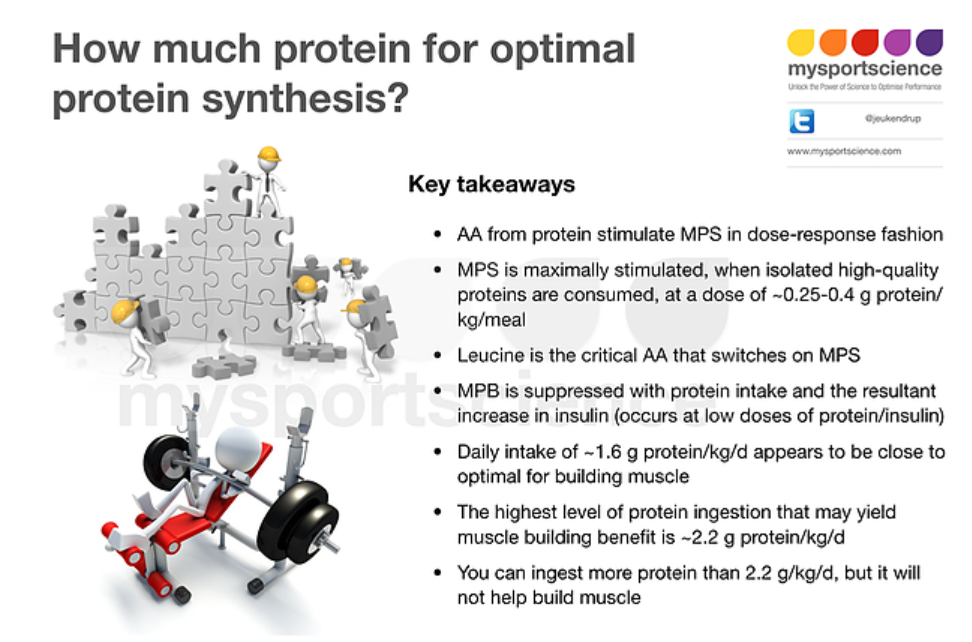 How much protein for optimal
protein synthesis?
mysportscience
Unlock the Power of Science to Optimise Performance
@jeukendrup
www.mysportscience.com
Key takeaways
• AA from protein stimulate MPS in dose-response fashion
• MPS is maximally stimulated, when isolated high-quality
proteins are consumed, at a dose of ~0.25-0.4 g protein/
kg/meal
• Leucine is the critical AA that switches on MPS
• MPB is suppressed with protein intake and the resultant
increase in insulin (occurs at low doses of protein/insulin)
• Daily intake of ~1.6 g protein/kg/d appears to be close to
optimal for building muscle
• The highest level of protein ingestion that may yield
muscle building benefit is ~2.2 g protein/kg/d
• You can ingest more protein than 2.2 g/kg/d, but it will
not help build muscle
mysportscience